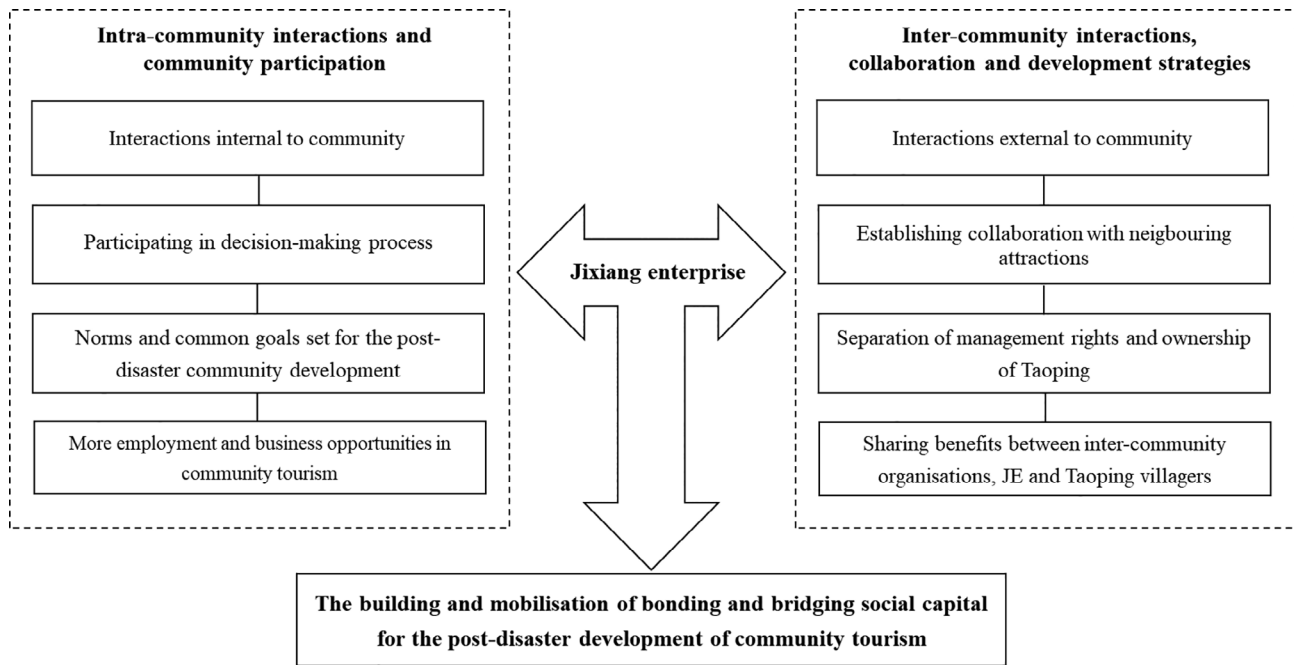 Intra-community interactions and
community participation
Interactions internal to community
Participating in decision-making process
Norms and common goals set for the post-
disaster community development
More employment and business opportunities in
community tourism
Jixiang enterprise
Inter-community interactions,
collaboration and development strategies
Interactions external to community
Establishing collaboration with neigbouring
attractions
Separation of management rights and ownership
of Taoping
Sharing benefits between inter-community
organisations, JE and Taoping villagers
The building and mobilisation of bonding and bridging social capital
for the post-disaster development of community tourism